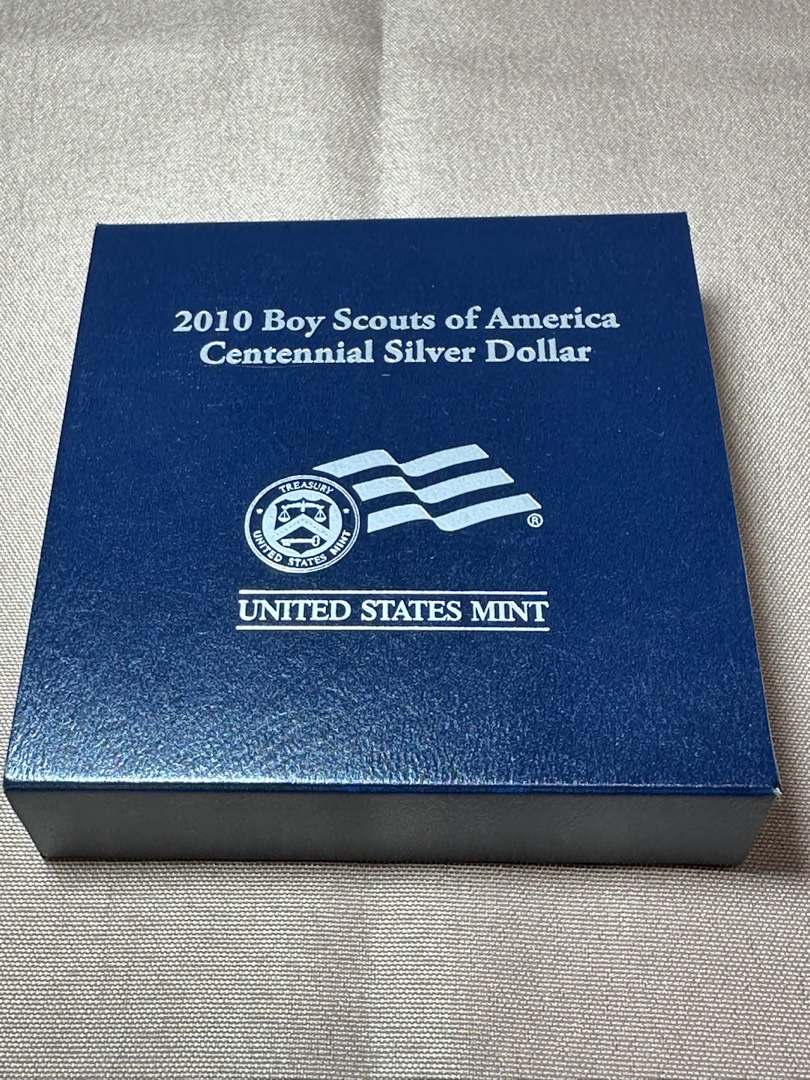 2010 Boy Scouts of America
Centennial Silver Dollar
TREASURY
UNITED STATES MINT
®
UNITED STATES MINT